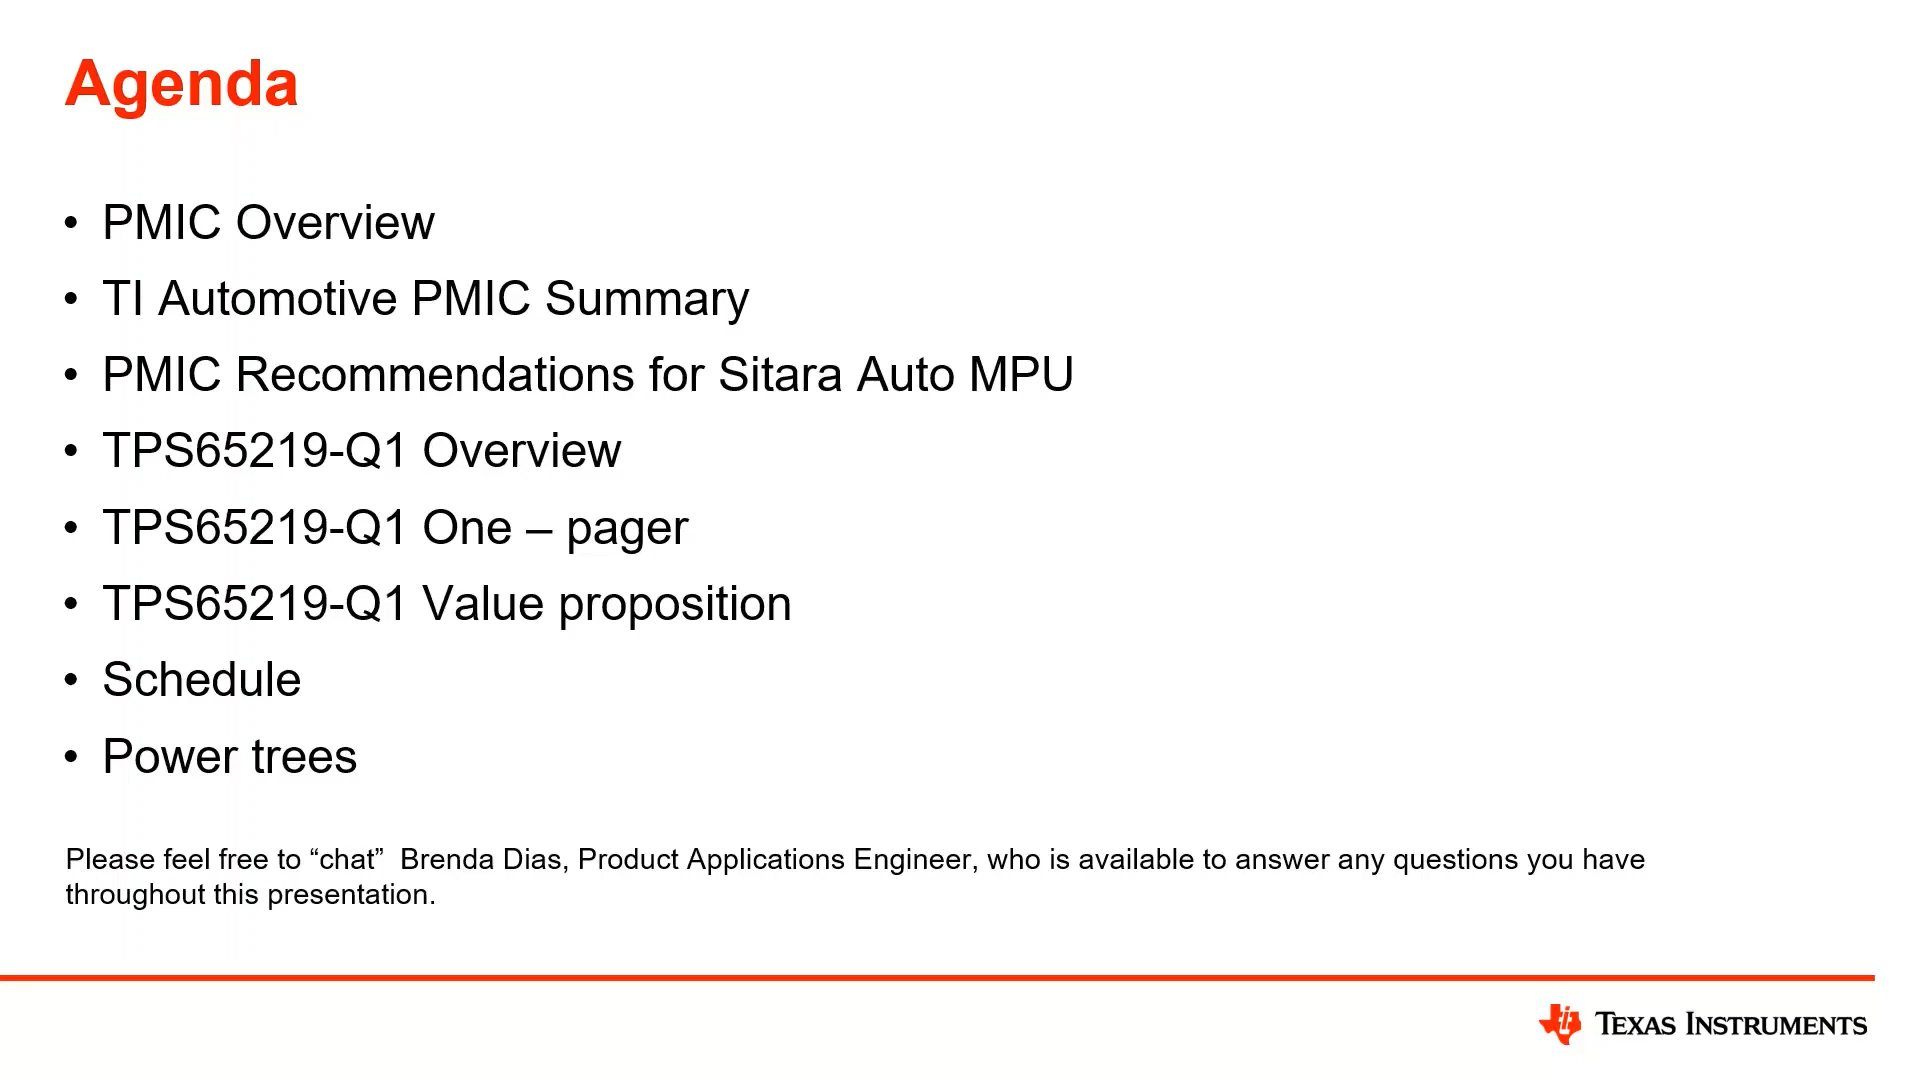 Agenda
• PMIC Overview
• TI Automotive PMIC Summary
• PMIC Recommendations for Sitara Auto MPU
• TPS65219-Q1 Overview
• TPS65219-Q1 One – pager
• TPS65219-Q1 Value proposition
• Schedule
• Power trees
Please feel free to “chat”  Brenda Dias, Product Applications Engineer, who is available to answer any questions you have
throughout this presentation.
TEXAS INSTRUMENTS